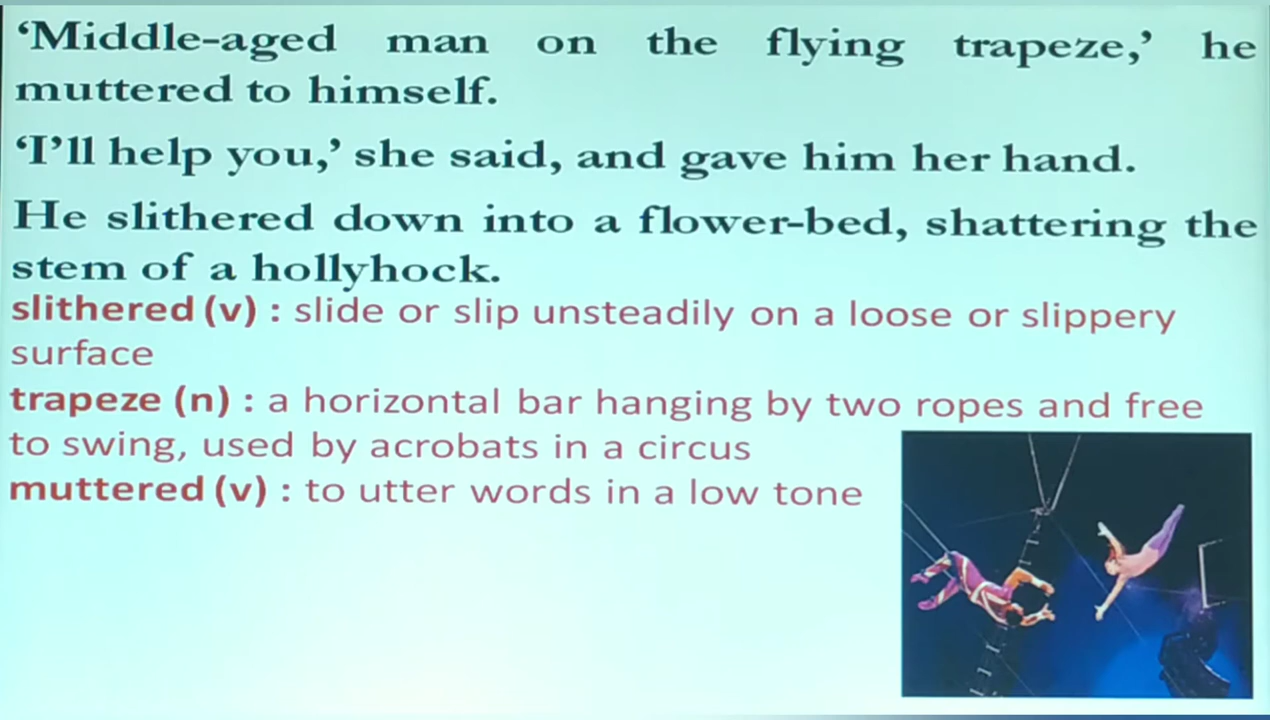 ‘Middle-aged man on the flying trapeze,’ he
muttered to himself.
‘I’ll help you,’ she said, and gave him her hand.
He slithered down into a flower-bed, shattering the
stem of a hollyhock.
slithered (v) : slide or slip unsteadily on a loose or slippery
surface
trapeze (n) : a horizontal bar hanging by two ropes and free
to swing, used by acrobats in a circus
muttered (v) : to utter words in a low tone